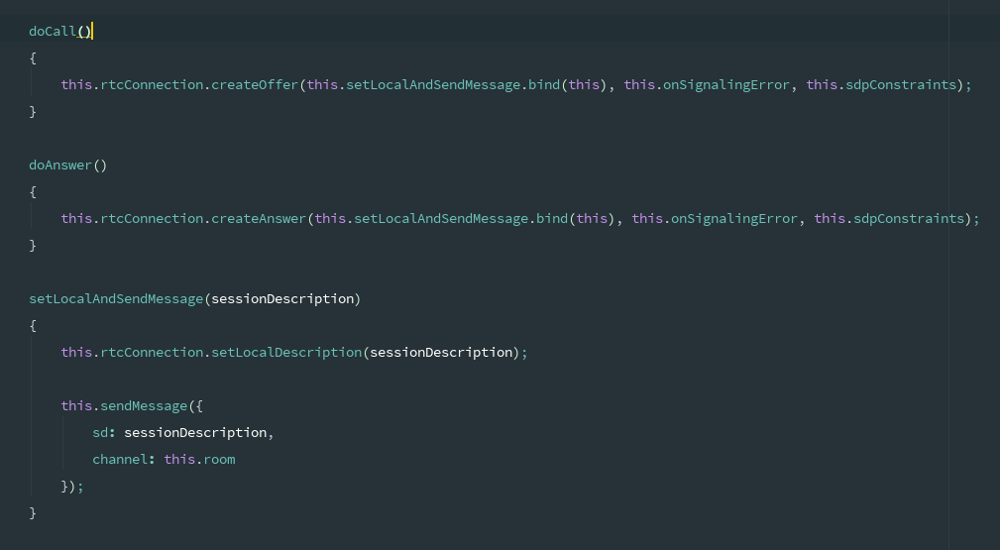 doCall()
{
this.rtcConnection.createOffer(this.setLocalAndSendMessage.bind(this), this.onSignalingError, this.sdpConstraints);
}
doAnswer()
{
this.rtcConnection.createAnswer(this.setLocalAndSendMessage.bind(this), this.onSignalingError, this.sdpConstraints);
}
setLocalAndSendMessage(sessionDescription)
{
this.rtcConnection.setLocalDescription(sessionDescription);
this.sendMessage({
sd: sessionDescription,
channel: this.room
});
}